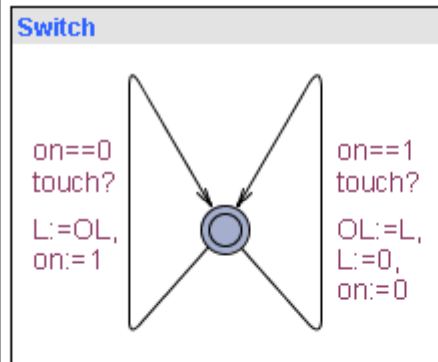 Switch
on==0
touch?
L:=OL,
on:=1
on==1
touch?
OL:=L,
L:=0,
on:=0